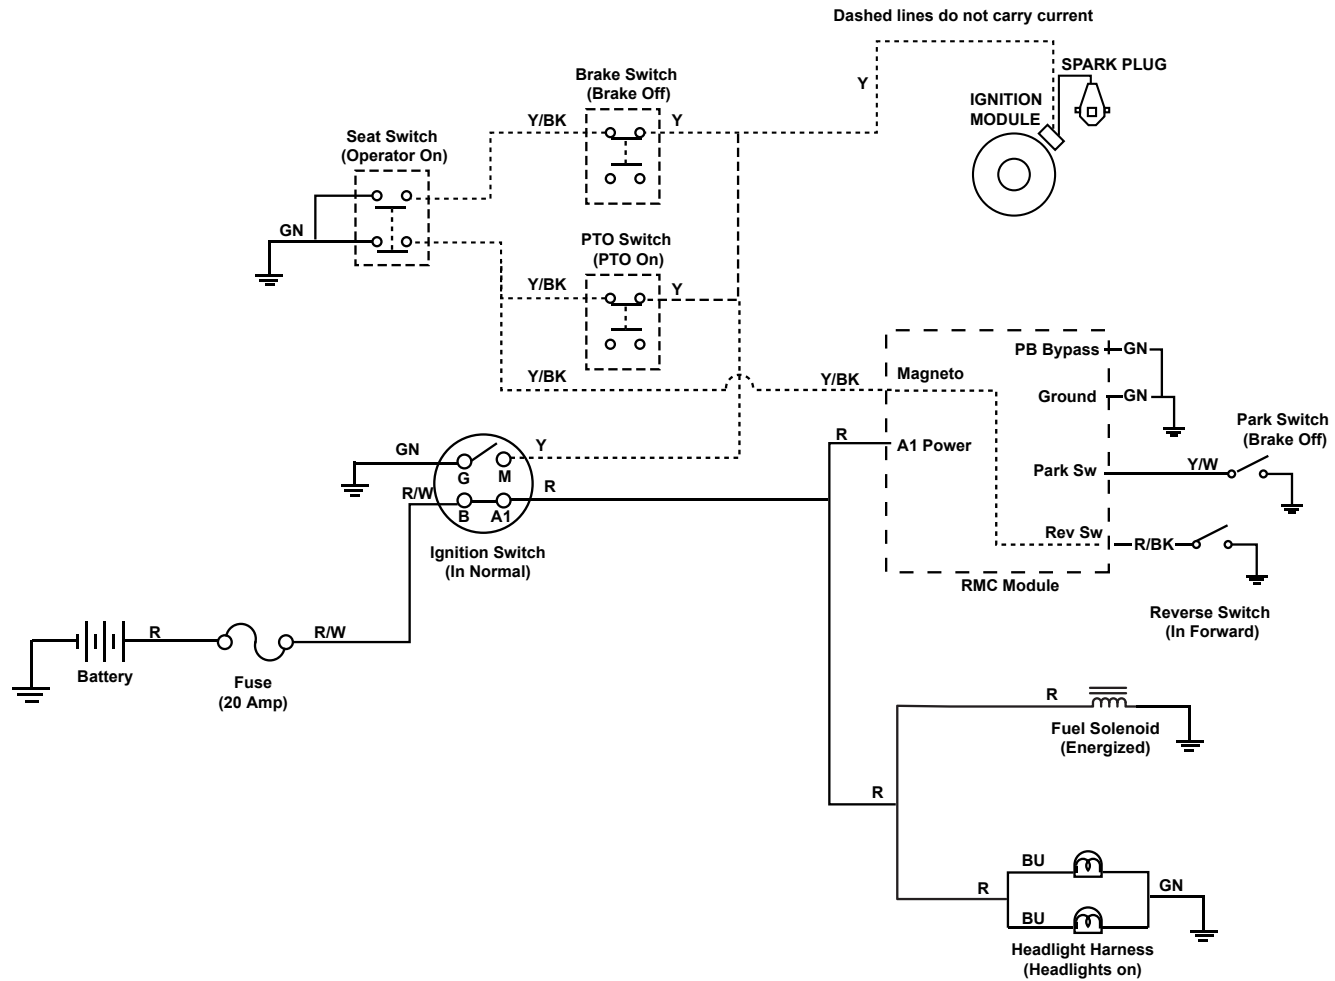 Dashed lines do not carry current
SPARK PLUG
Brake Switch
(Brake Off)
Y
IGNITION
MODULE
Y/BK
Y
Seat Switch
(Operator On)
GN
PTO Switch
(PTO On)
Y/BK
Y
Y/BK
Y/BK
Magneto
PB Bypass
GN
Ground
GN
R
A1 Power
Park Switch
(Brake Off)
Park Sw
Y/W
GN
Y
G
M
R/W
R
B
A1
Ignition Switch
(In Normal)
Rev Sw
R/BK
RMC Module
Reverse Switch
(In Forward)
R
R/W
Battery
Fuse
(20 Amp)
R
Fuel Solenoid
(Energized)
R
BU
R
GN
BU
Headlight Harness
(Headlights on)